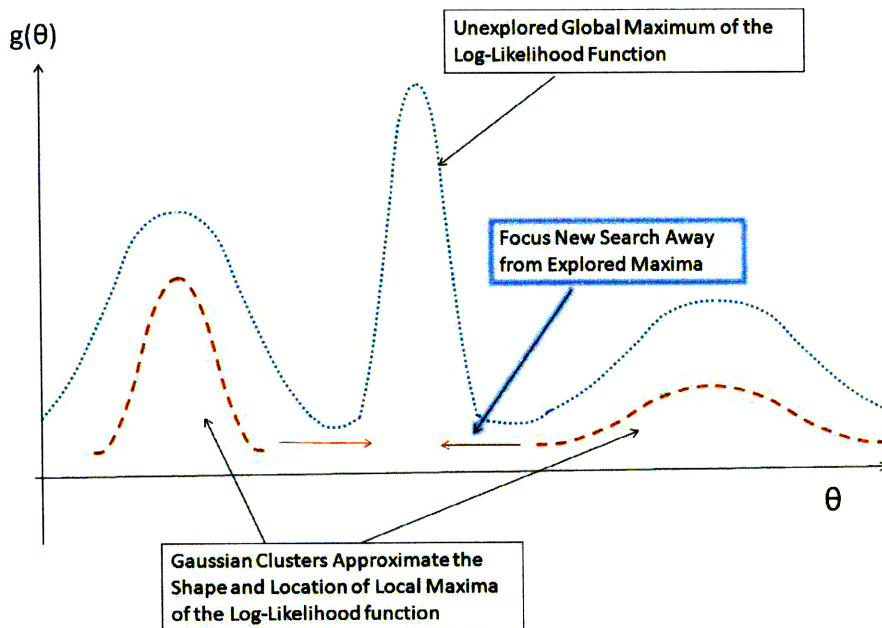 g(θ)
Unexplored Global Maximum of the
Log-Likelihood Function
Focus New Search Away
from Explored Maxima
θ
Gaussian Clusters Approximate the
Shape and Location of Local Maxima
of the Log-Likelihood function